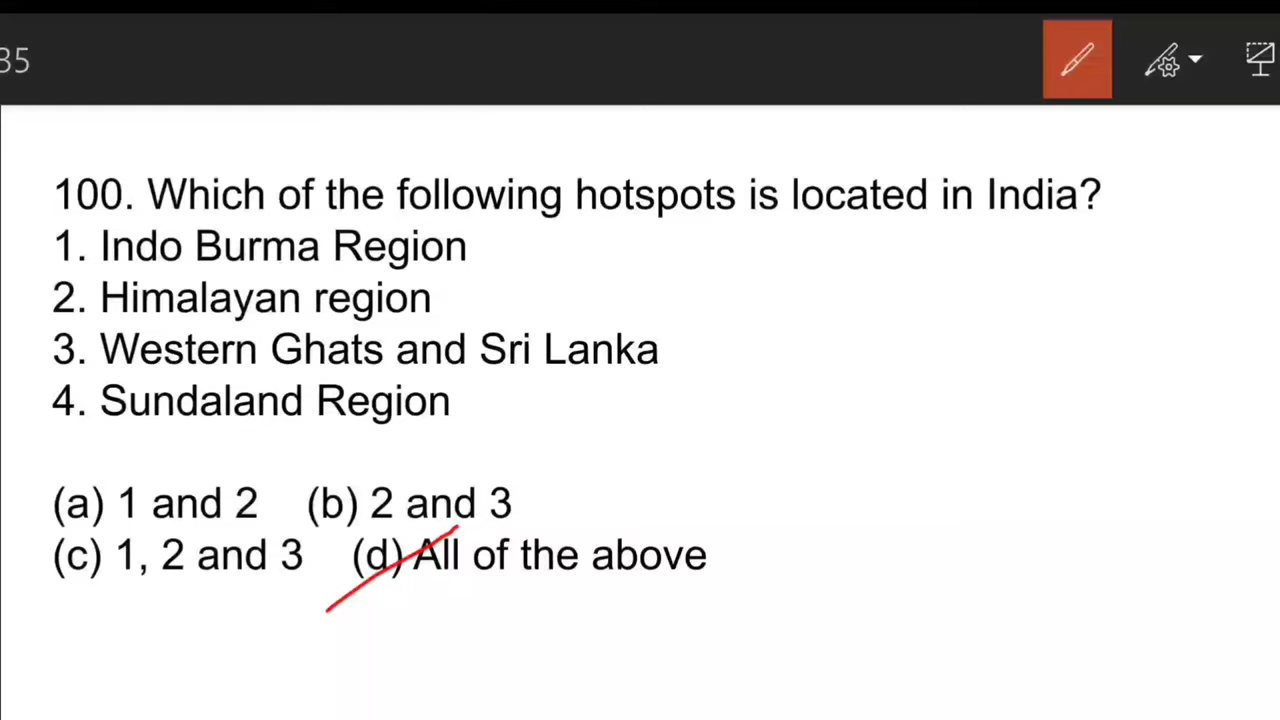 35
100. Which of the following hotspots is located in India?
1. Indo Burma Region
2. Himalayan region
3. Western Ghats and Sri Lanka
4. Sundaland Region
(a) 1 and 2 (b) 2 and 3
(c) 1, 2 and 3 (d) All of the above